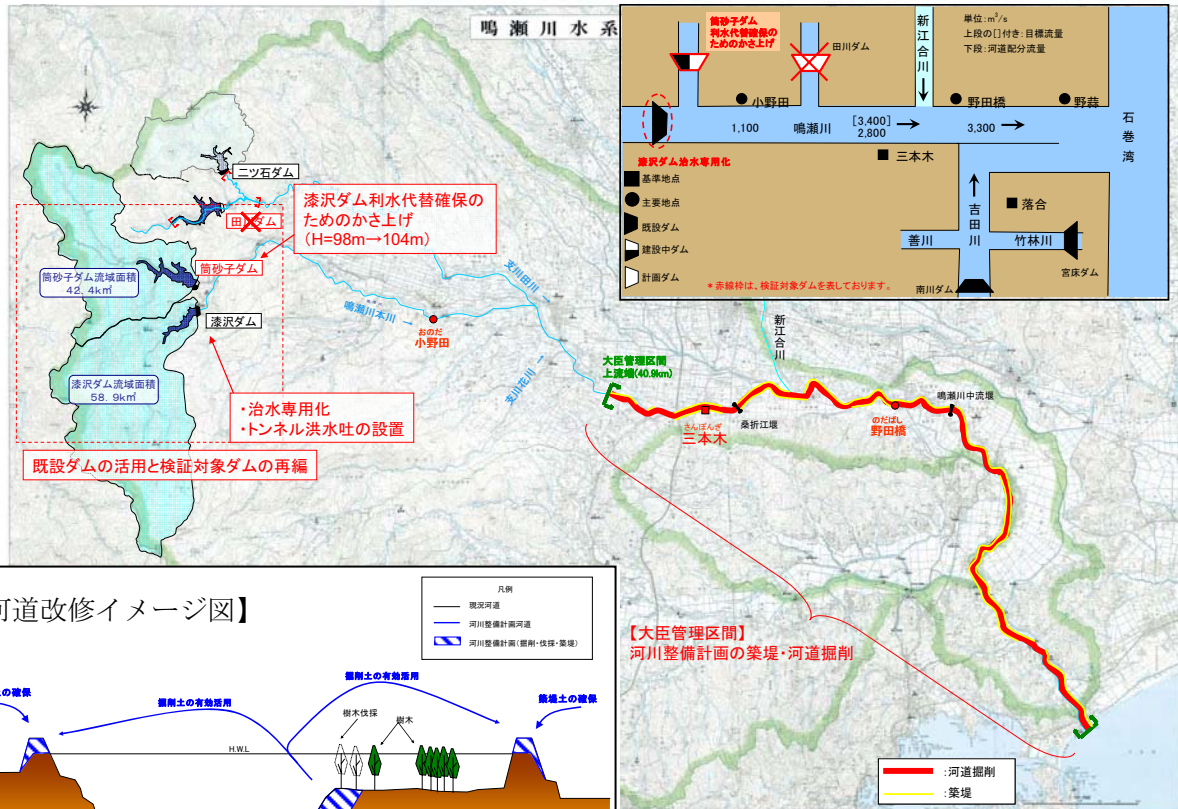 鳴瀬川水系
単位：m³/s
上段の[]付き：目標流量
下段：河道配分流量
筒砂子ダム
利水代替確保の
ためのかさ上げ
田川ダム
新江合川
小野田
野田橋
野蒜
1,100
鳴瀬川
[3,400]
2,800
3,300
石巻湾
漆沢ダム治水専用化
三本木
基準地点
主要地点
既設ダム
建設中ダム
計画ダム
吉田川
落合
善川
竹林川
宮床ダム
南川ダム
＊赤線枠は、検証対象ダムを表しております。
二ツ石ダム
田川ダム
漆沢ダム利水代替確保の
ためのかさ上げ
(H=98m→104m)
筒砂子ダム
筒砂子ダム流域面積
42.4k㎡
漆沢ダム
漆沢ダム流域面積
58.9k㎡
・治水専用化
・トンネル洪水吐の設置
既設ダムの活用と検証対象ダムの再編
支川田川
鳴瀬川本川
おのだ
小野田
支川花川
新江合川
大臣管理区間
上流端(40.9km)
さんぼんぎ
三本木
桑折江堰
のだばし
野田橋
鳴瀬川中流堰
【大臣管理区間】
河川整備計画の築堤・河道掘削
：河道掘削
：築堤
河道改修イメージ図】
凡例
現況河道
河川整備計画河道
河川整備計画(掘削・伐採・築堤)
土の確保
掘削土の有効活用
掘削土の有効活用
築堤土の確保
樹木伐採
樹木
H.W.L